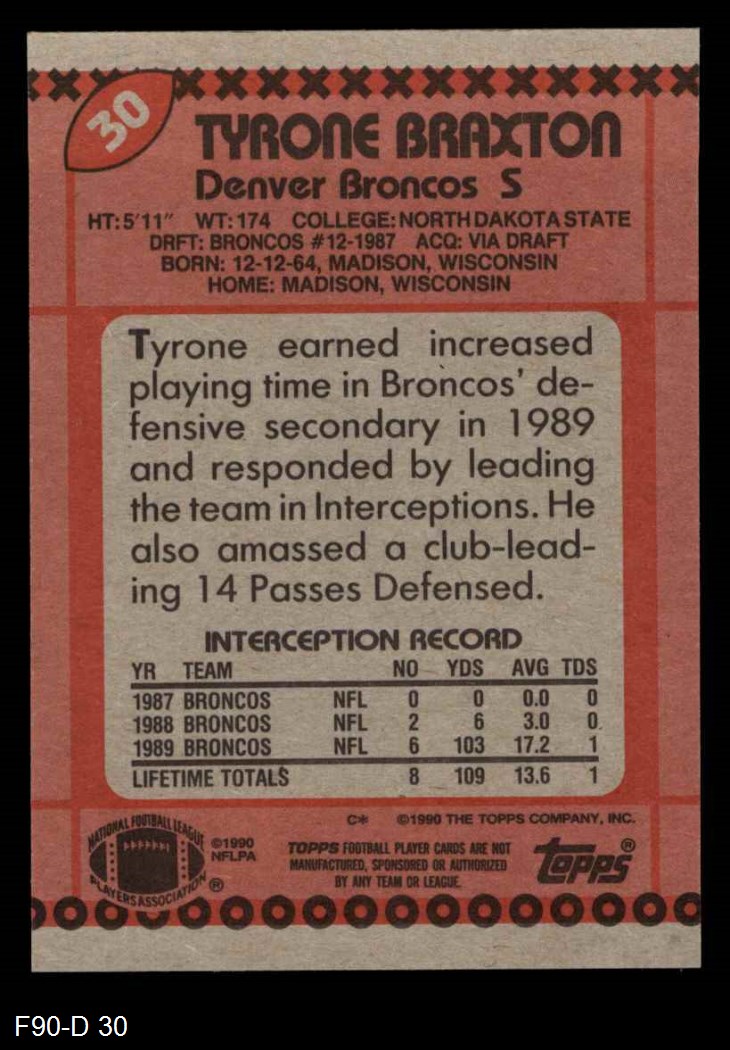 30
TYRONE BRAXTON
Denver Broncos S
HT: 5'11" WT: 174 COLLEGE: NORTH DAKOTA STATE
DRFT: BRONCOS #12-1987 ACQ: VIA DRAFT
BORN: 12-12-64, MADISON, WISCONSIN
HOME: MADISON, WISCONSIN
Tyrone earned increased
playing time in Broncos' de-
fensive secondary in 1989
and responded by leading
the team in Interceptions. He
also amassed a club-lead-
ing 14 Passes Defensed.
INTERCEPTION RECORD
YR TEAM NO YDS AVG TDS
1987 BRONCOS NFL 0 0 0.0 0
1988 BRONCOS NFL 2 6 3.0 0
1989 BRONCOS NFL 6 103 17.2 1
LIFETIME TOTALS 8 109 13.6 1
C* ©1990 THE TOPPS COMPANY, INC.
NATIONAL FOOTBALL LEAGUE
PLAYERS ASSOCIATION ®
©1990
NFLPA
TOPPS FOOTBALL PLAYER CARDS ARE NOT
MANUFACTURED, SPONSORED OR AUTHORIZED
BY ANY TEAM OR LEAGUE.
topps®
F90-D 30